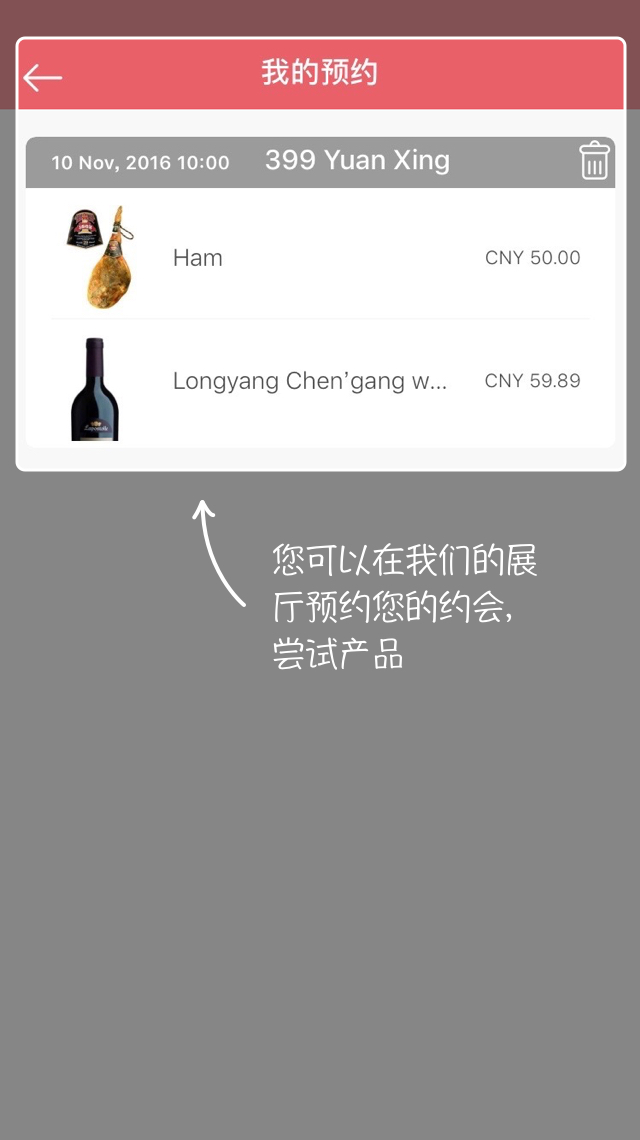 我的预约
10 Nov, 2016 10:00 399 Yuan Xing
Ham CNY 50.00
Longyang Chen’gang w... CNY 59.89
您可以在我们的展
厅预约您的约会,
尝试产品